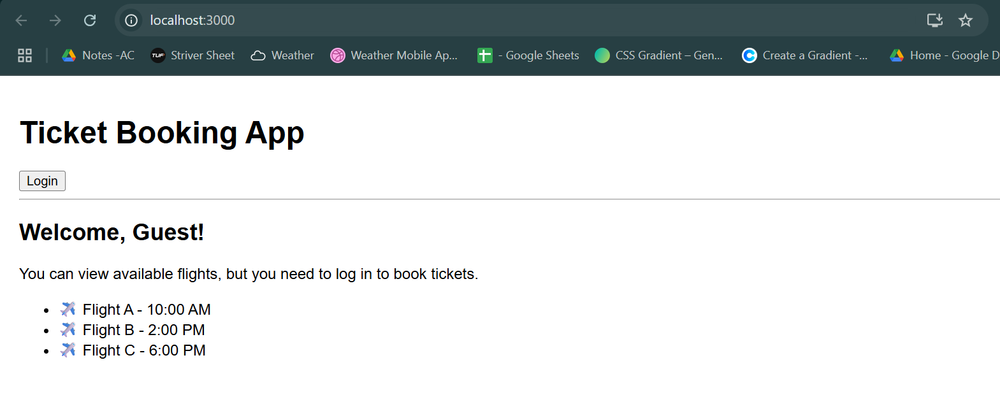 localhost:3000
Notes -AC Striver Sheet Weather Weather Mobile Ap... - Google Sheets CSS Gradient – Gen... Create a Gradient -... Home - Google D
Ticket Booking App
Login
Welcome, Guest!
You can view available flights, but you need to log in to book tickets.
• ✈️ Flight A - 10:00 AM
• ✈️ Flight B - 2:00 PM
• ✈️ Flight C - 6:00 PM